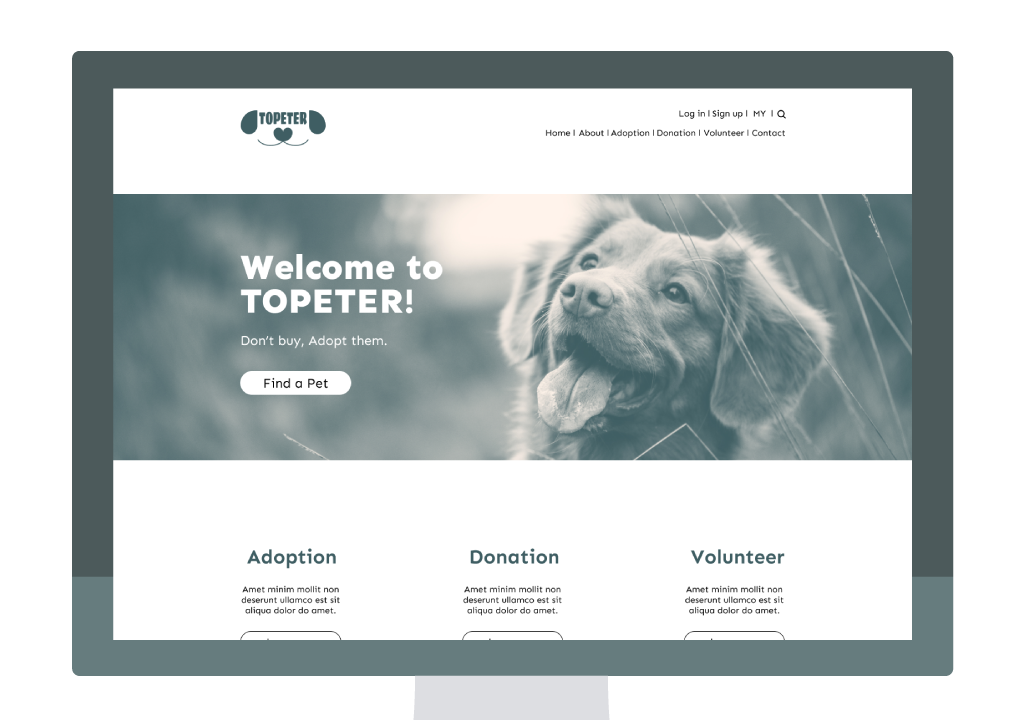 TOPETER
Log in | Sign up | MY |
Home | About | Adoption | Donation | Volunteer | Contact
Welcome to
TOPETER!
Don't buy, Adopt them.
Find a Pet
Adoption
Amet minim mollit non
deserunt ullamco est sit
aliqua dolor do amet.
Donation
Amet minim mollit non
deserunt ullamco est sit
aliqua dolor do amet.
Volunteer
Amet minim mollit non
deserunt ullamco est sit
aliqua dolor do amet.